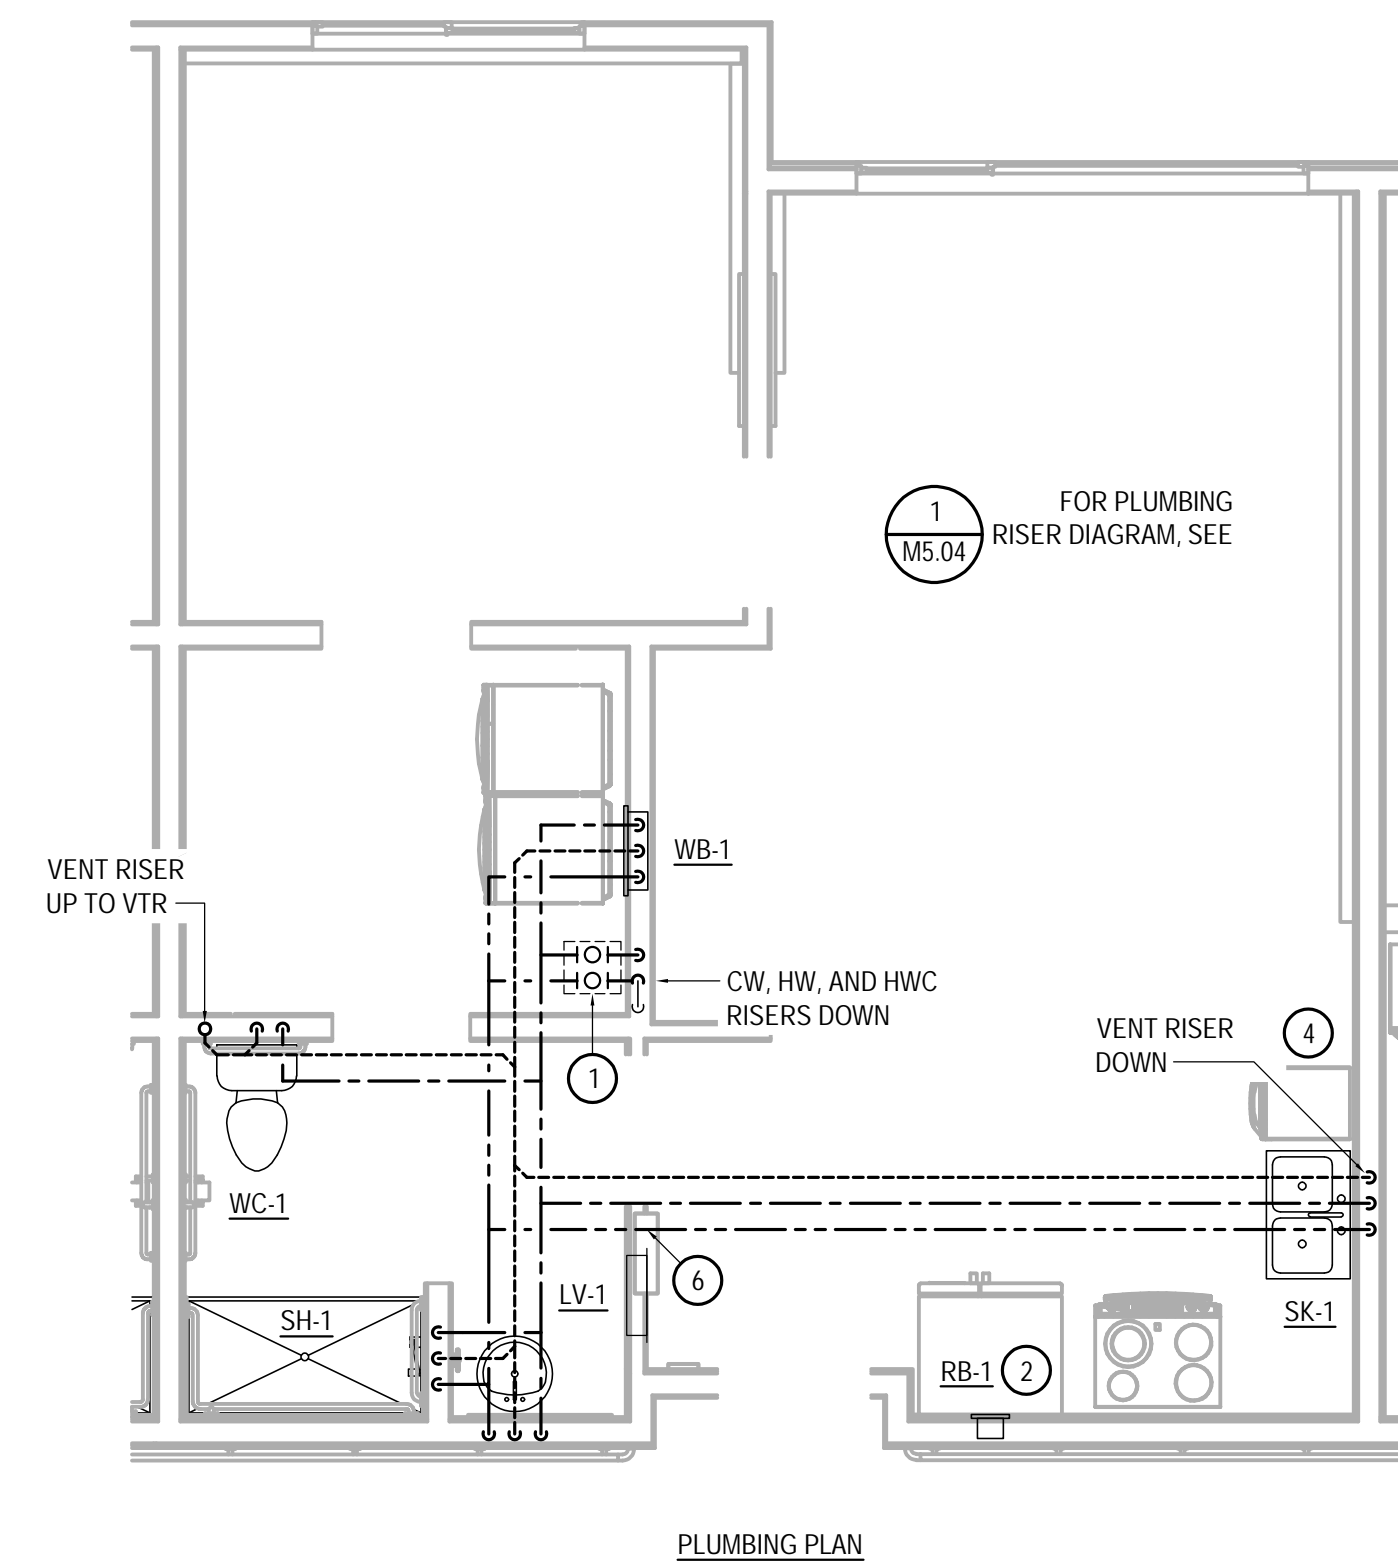 1
M5.04
FOR PLUMBING
RISER DIAGRAM, SEE
WB-1
VENT RISER
UP TO VTR
CW, HW, AND HWC
RISERS DOWN
1
VENT RISER
DOWN
4
WC-1
6
LV-1
SH-1
SK-1
RB-1
2
PLUMBING PLAN